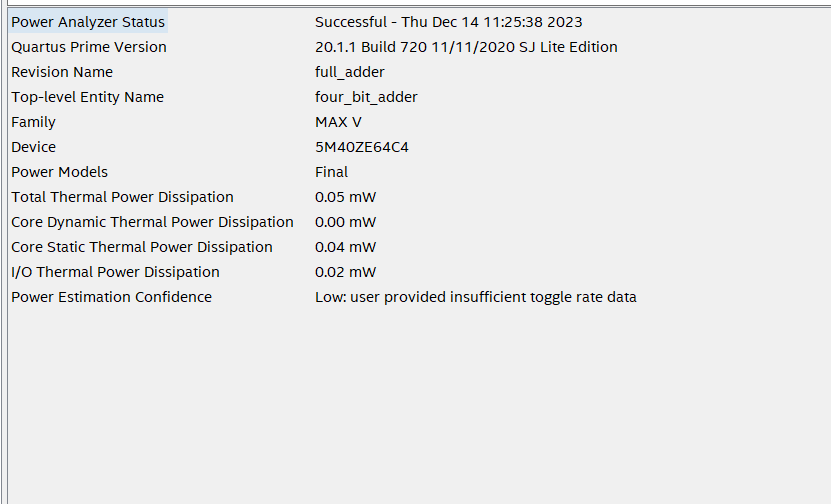 Power Analyzer Status Successful - Thu Dec 14 11:25:38 2023
Quartus Prime Version 20.1.1 Build 720 11/11/2020 SJ Lite Edition
Revision Name full_adder
Top-level Entity Name four_bit_adder
Family MAX V
Device 5M40ZE64C4
Power Models Final
Total Thermal Power Dissipation 0.05 mW
Core Dynamic Thermal Power Dissipation 0.00 mW
Core Static Thermal Power Dissipation 0.04 mW
I/O Thermal Power Dissipation 0.02 mW
Power Estimation Confidence Low: user provided insufficient toggle rate data